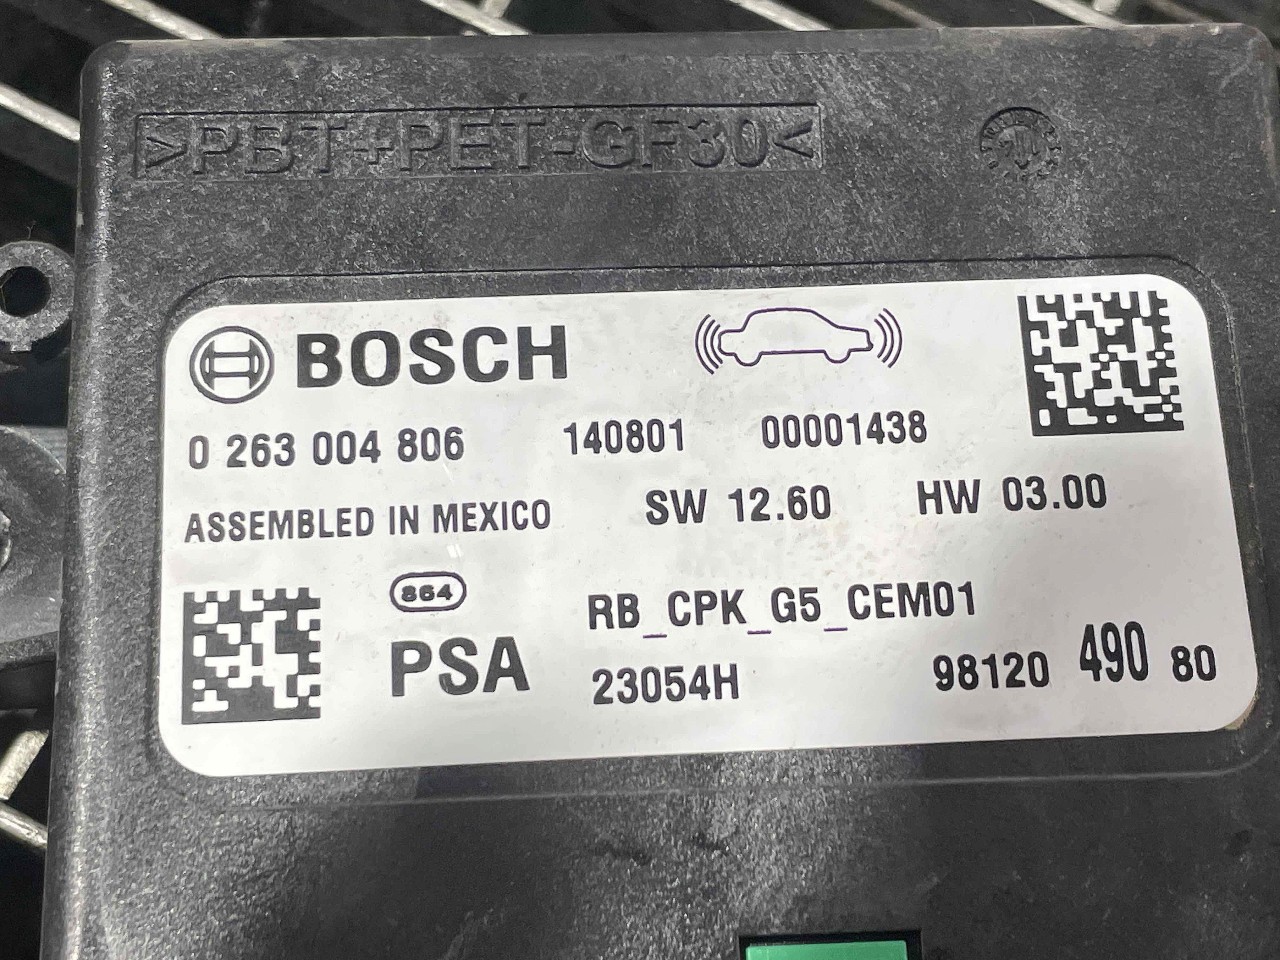 >PBT+PET-GF30<
BOSCH
0 263 004 806 140801 00001438
ASSEMBLED IN MEXICO SW 12.60 HW 03.00
864 RB_CPK_G5_CEM01
PSA 23054H 98120 490 80